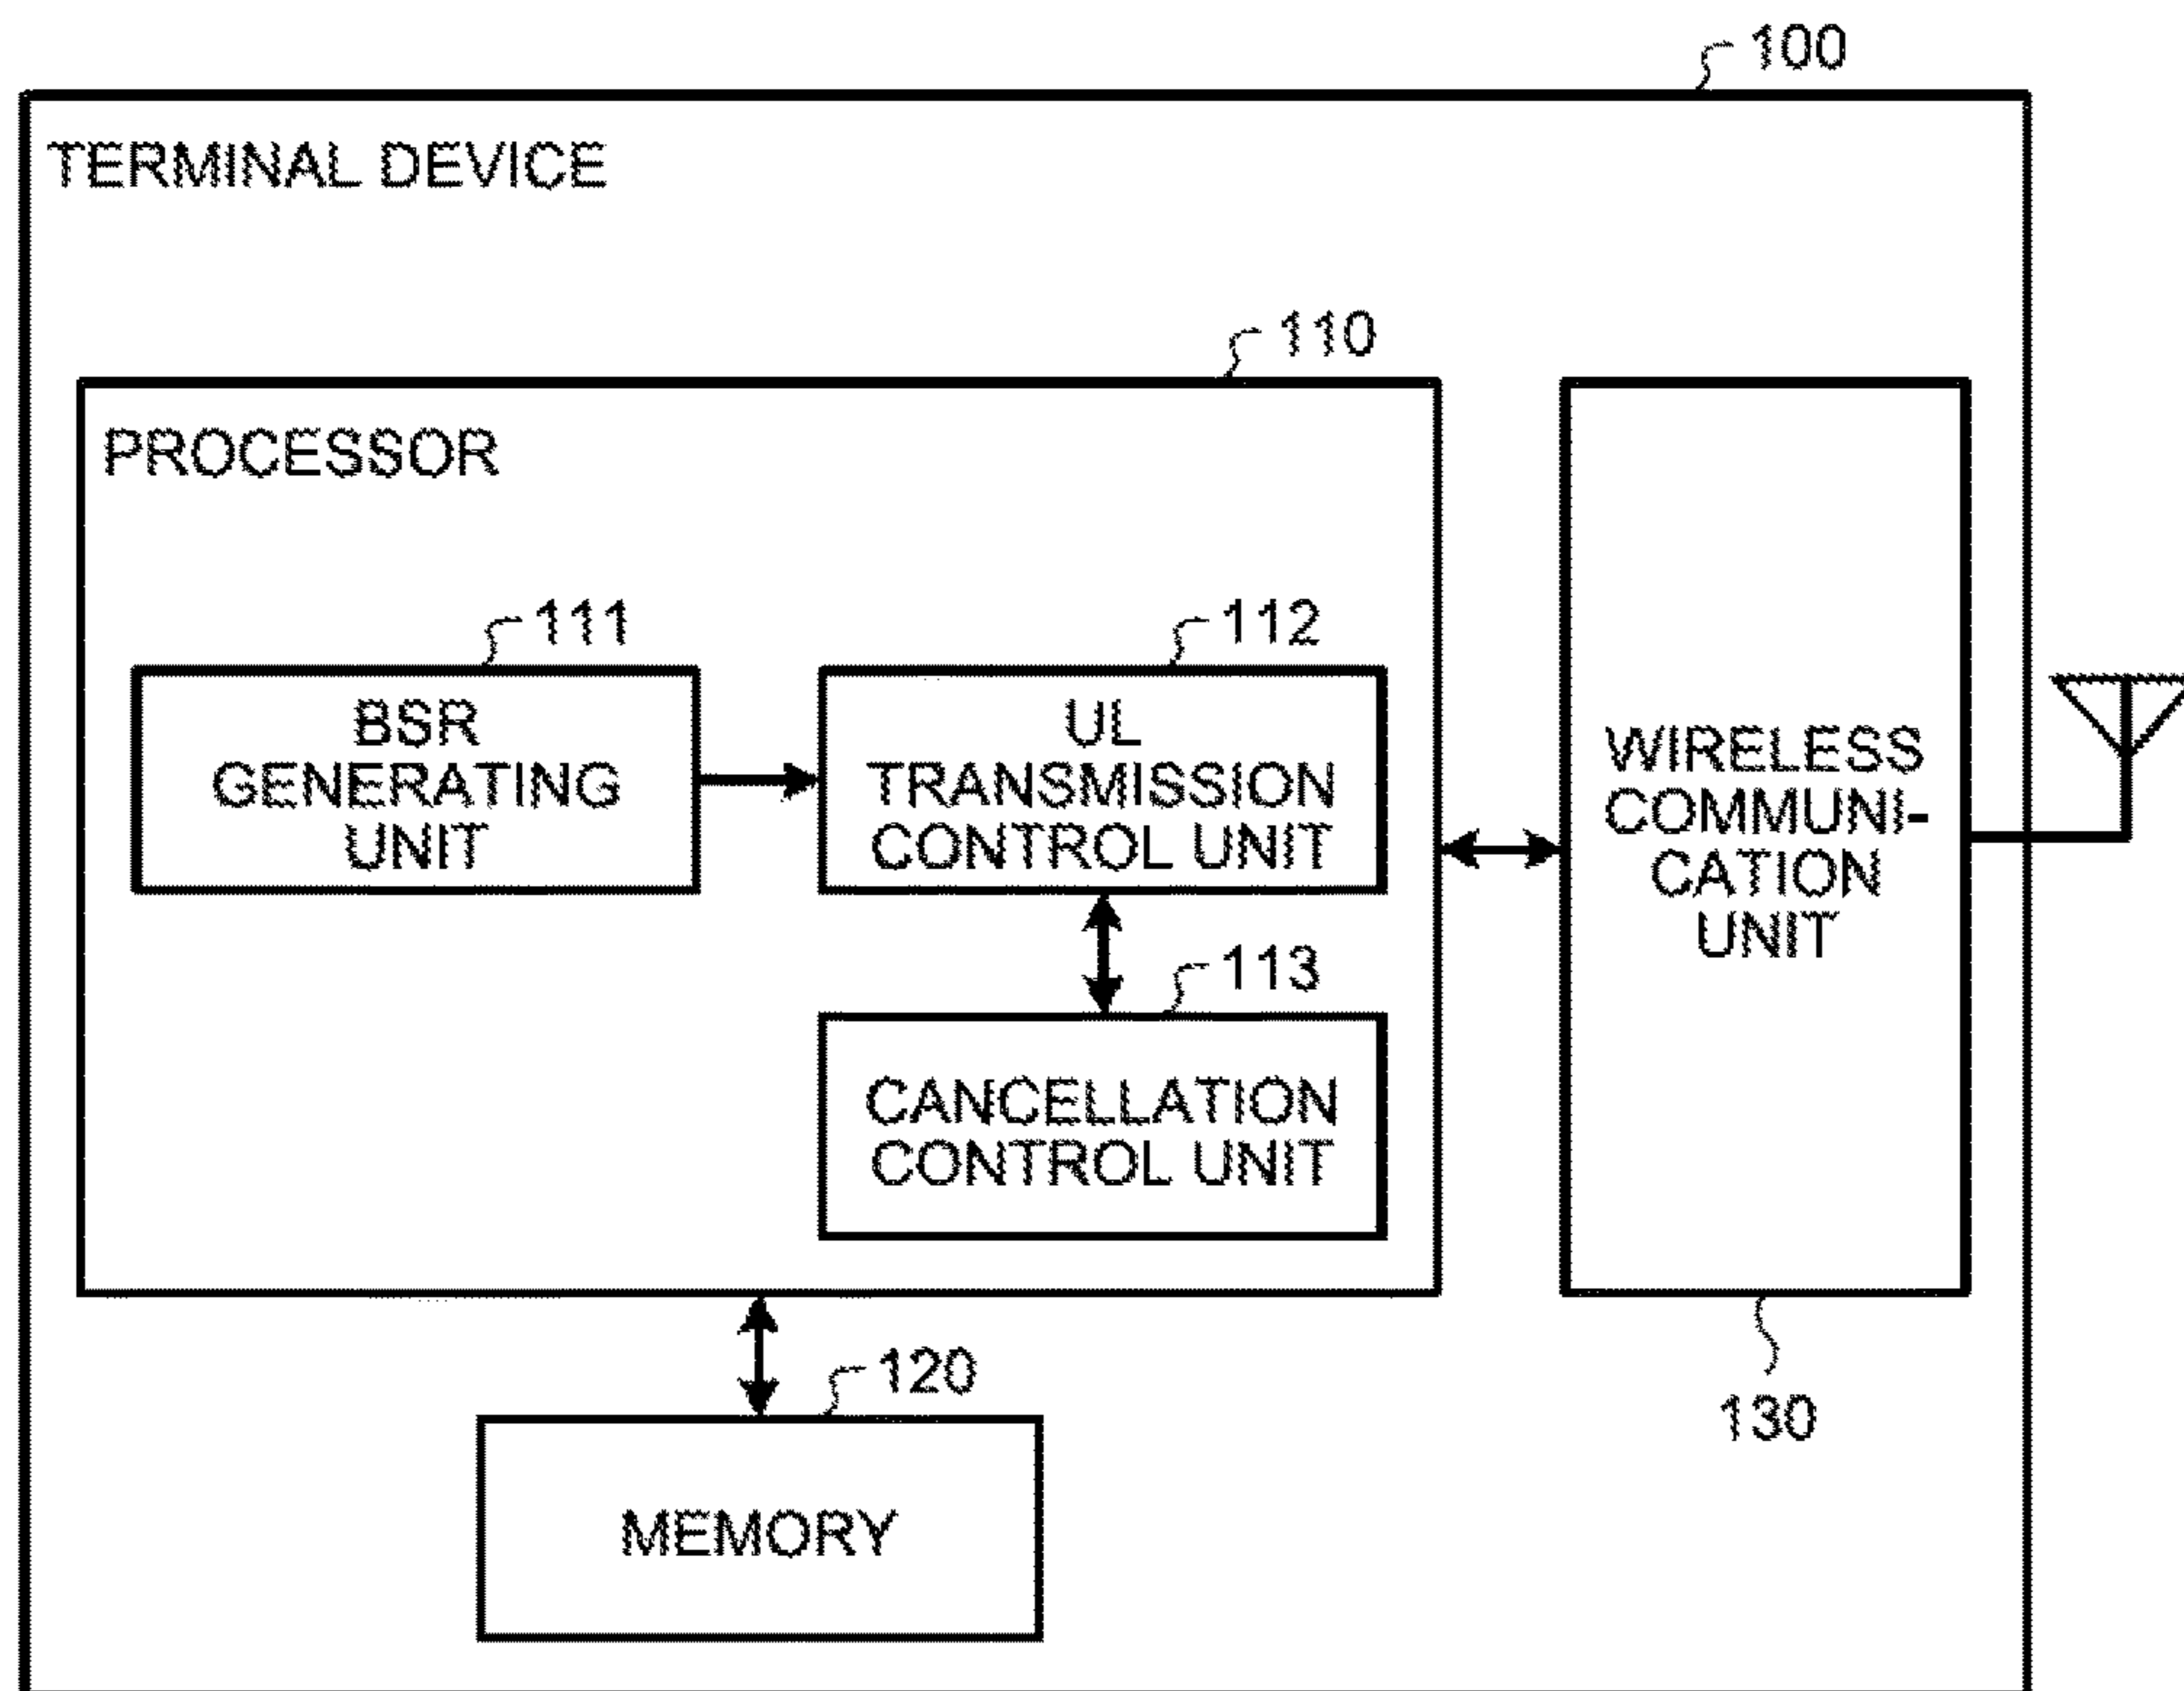 100
TERMINAL DEVICE
110
PROCESSOR
111
BSR
GENERATING
UNIT
112
UL
TRANSMISSION
CONTROL UNIT
113
CANCELLATION
CONTROL UNIT
WIRELESS
COMMUNI-
CATION
UNIT
130
120
MEMORY